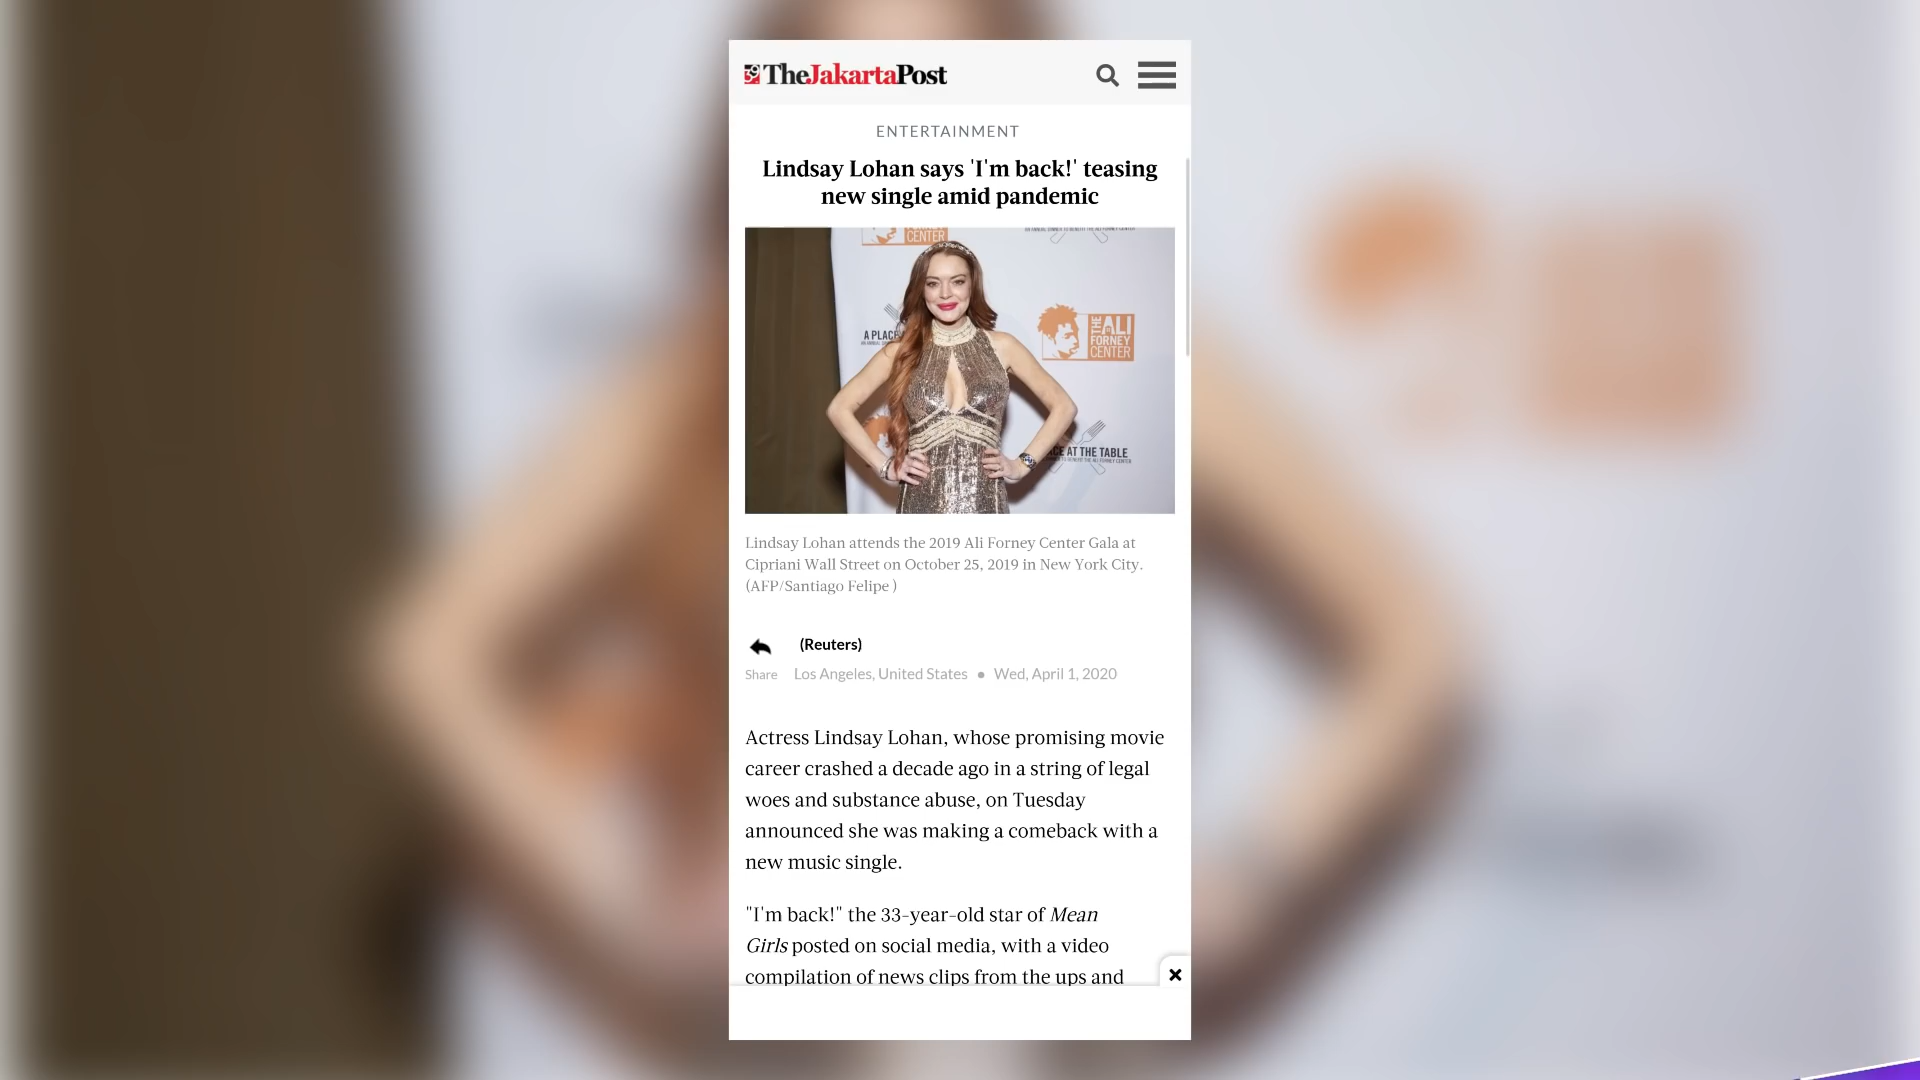 TheJakartaPost
ENTERTAINMENT
Lindsay Lohan says 'I'm back!' teasing
new single amid pandemic
CENTER
A PLACE
THE ALI
FORNEY
CENTER
CE AT THE TABLE
Lindsay Lohan attends the 2019 Ali Forney Center Gala at
Cipriani Wall Street on October 25, 2019 in New York City.
(AFP/Santiago Felipe )
(Reuters)
Share Los Angeles, United States ● Wed, April 1, 2020
Actress Lindsay Lohan, whose promising movie
career crashed a decade ago in a string of legal
woes and substance abuse, on Tuesday
announced she was making a comeback with a
new music single.
"I'm back!" the 33-year-old star of Mean
Girls posted on social media, with a video
compilation of news clips from the ups and